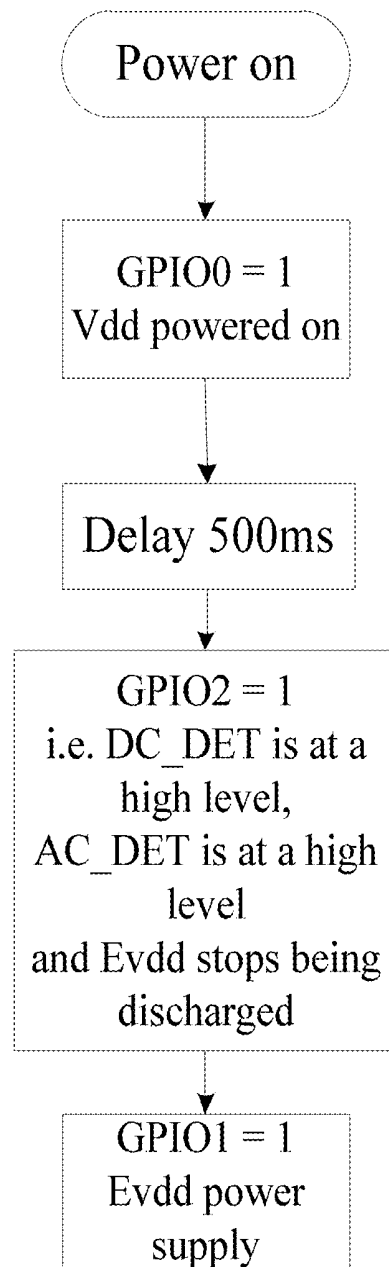 Power on
GPIO0 = 1
Vdd powered on
Delay 500ms
GPIO2 = 1
i.e. DC_DET is at a
high level,
AC_DET is at a high
level
and Evdd stops being
discharged
GPIO1 = 1
Evdd power
supply